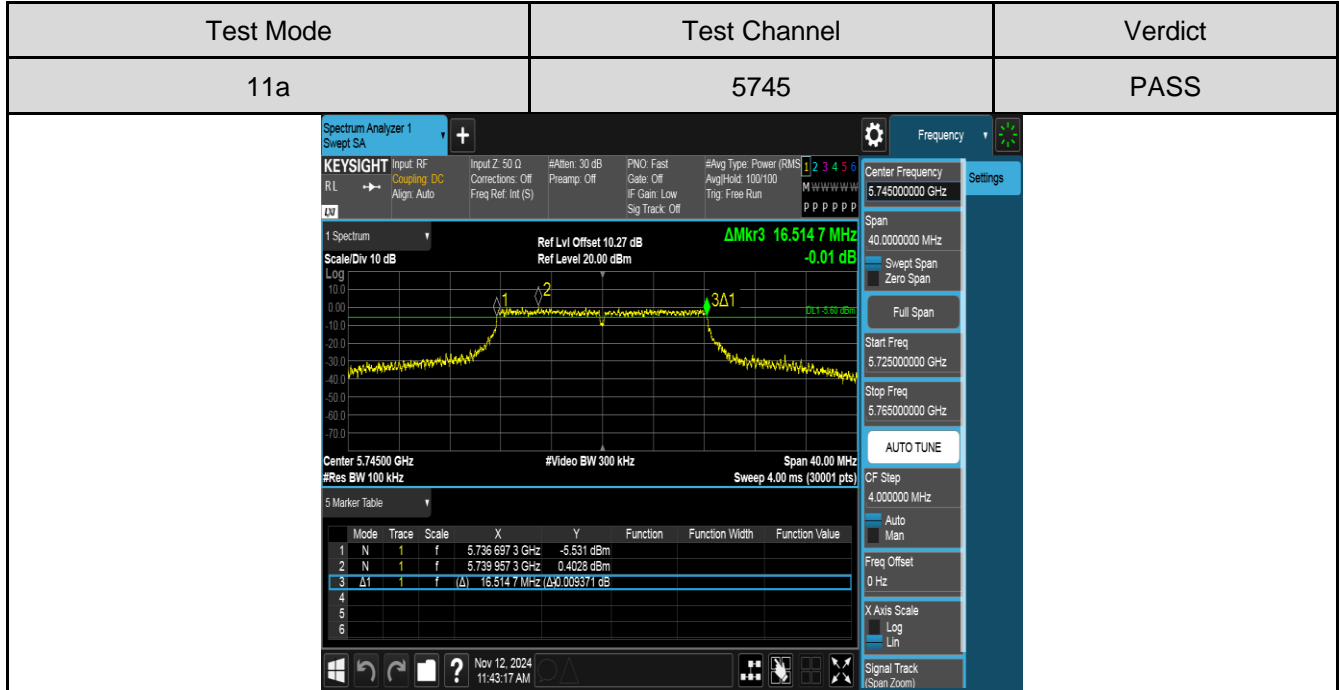 Test Mode Test Channel Verdict
11a 5745 PASS
Spectrum Analyzer 1
Swept SA
+
Frequency
KEYSIGHT Input: RF Input Z: 50 Ω #Atten: 30 dB PNO: Fast #Avg Type: Power (RMS 1 2 3 4 5 6
RL Coupling: DC Corrections: Off Preamp: Off Gate: Off Avg|Hold: 100/100 M W W W W W
Align: Auto Freq Ref: Int (S) IF Gain: Low Trig: Free Run
LXI Sig Track: Off P P P P P P
1 Spectrum Ref Lvl Offset 10.27 dB ΔMkr3 16.514 7 MHz
Scale/Div 10 dB Ref Level 20.00 dBm -0.01 dB
Log
10.0
0.00
-10.0
-20.0
-30.0
-40.0
-50.0
-60.0
-70.0
1 2 3Δ1
DL1 -5.60 dBm
Center 5.74500 GHz #Video BW 300 kHz Span 40.00 MHz
#Res BW 100 kHz Sweep 4.00 ms (30001 pts)
5 Marker Table
Mode Trace Scale X Y Function Function Width Function Value
1 N 1 f 5.736 697 3 GHz -5.531 dBm
2 N 1 f 5.739 957 3 GHz 0.4028 dBm
3 Δ1 1 f (Δ) 16.514 7 MHz (Δ) -0.009371 dB
4
5
6
? Nov 12, 2024
11:43:17 AM
Center Frequency
5.745000000 GHz
Settings
Span
40.0000000 MHz
Swept Span
Zero Span
Full Span
Start Freq
5.725000000 GHz
Stop Freq
5.765000000 GHz
AUTO TUNE
CF Step
4.000000 MHz
Auto
Man
Freq Offset
0 Hz
X Axis Scale
Log
Lin
Signal Track
(Span Zoom)